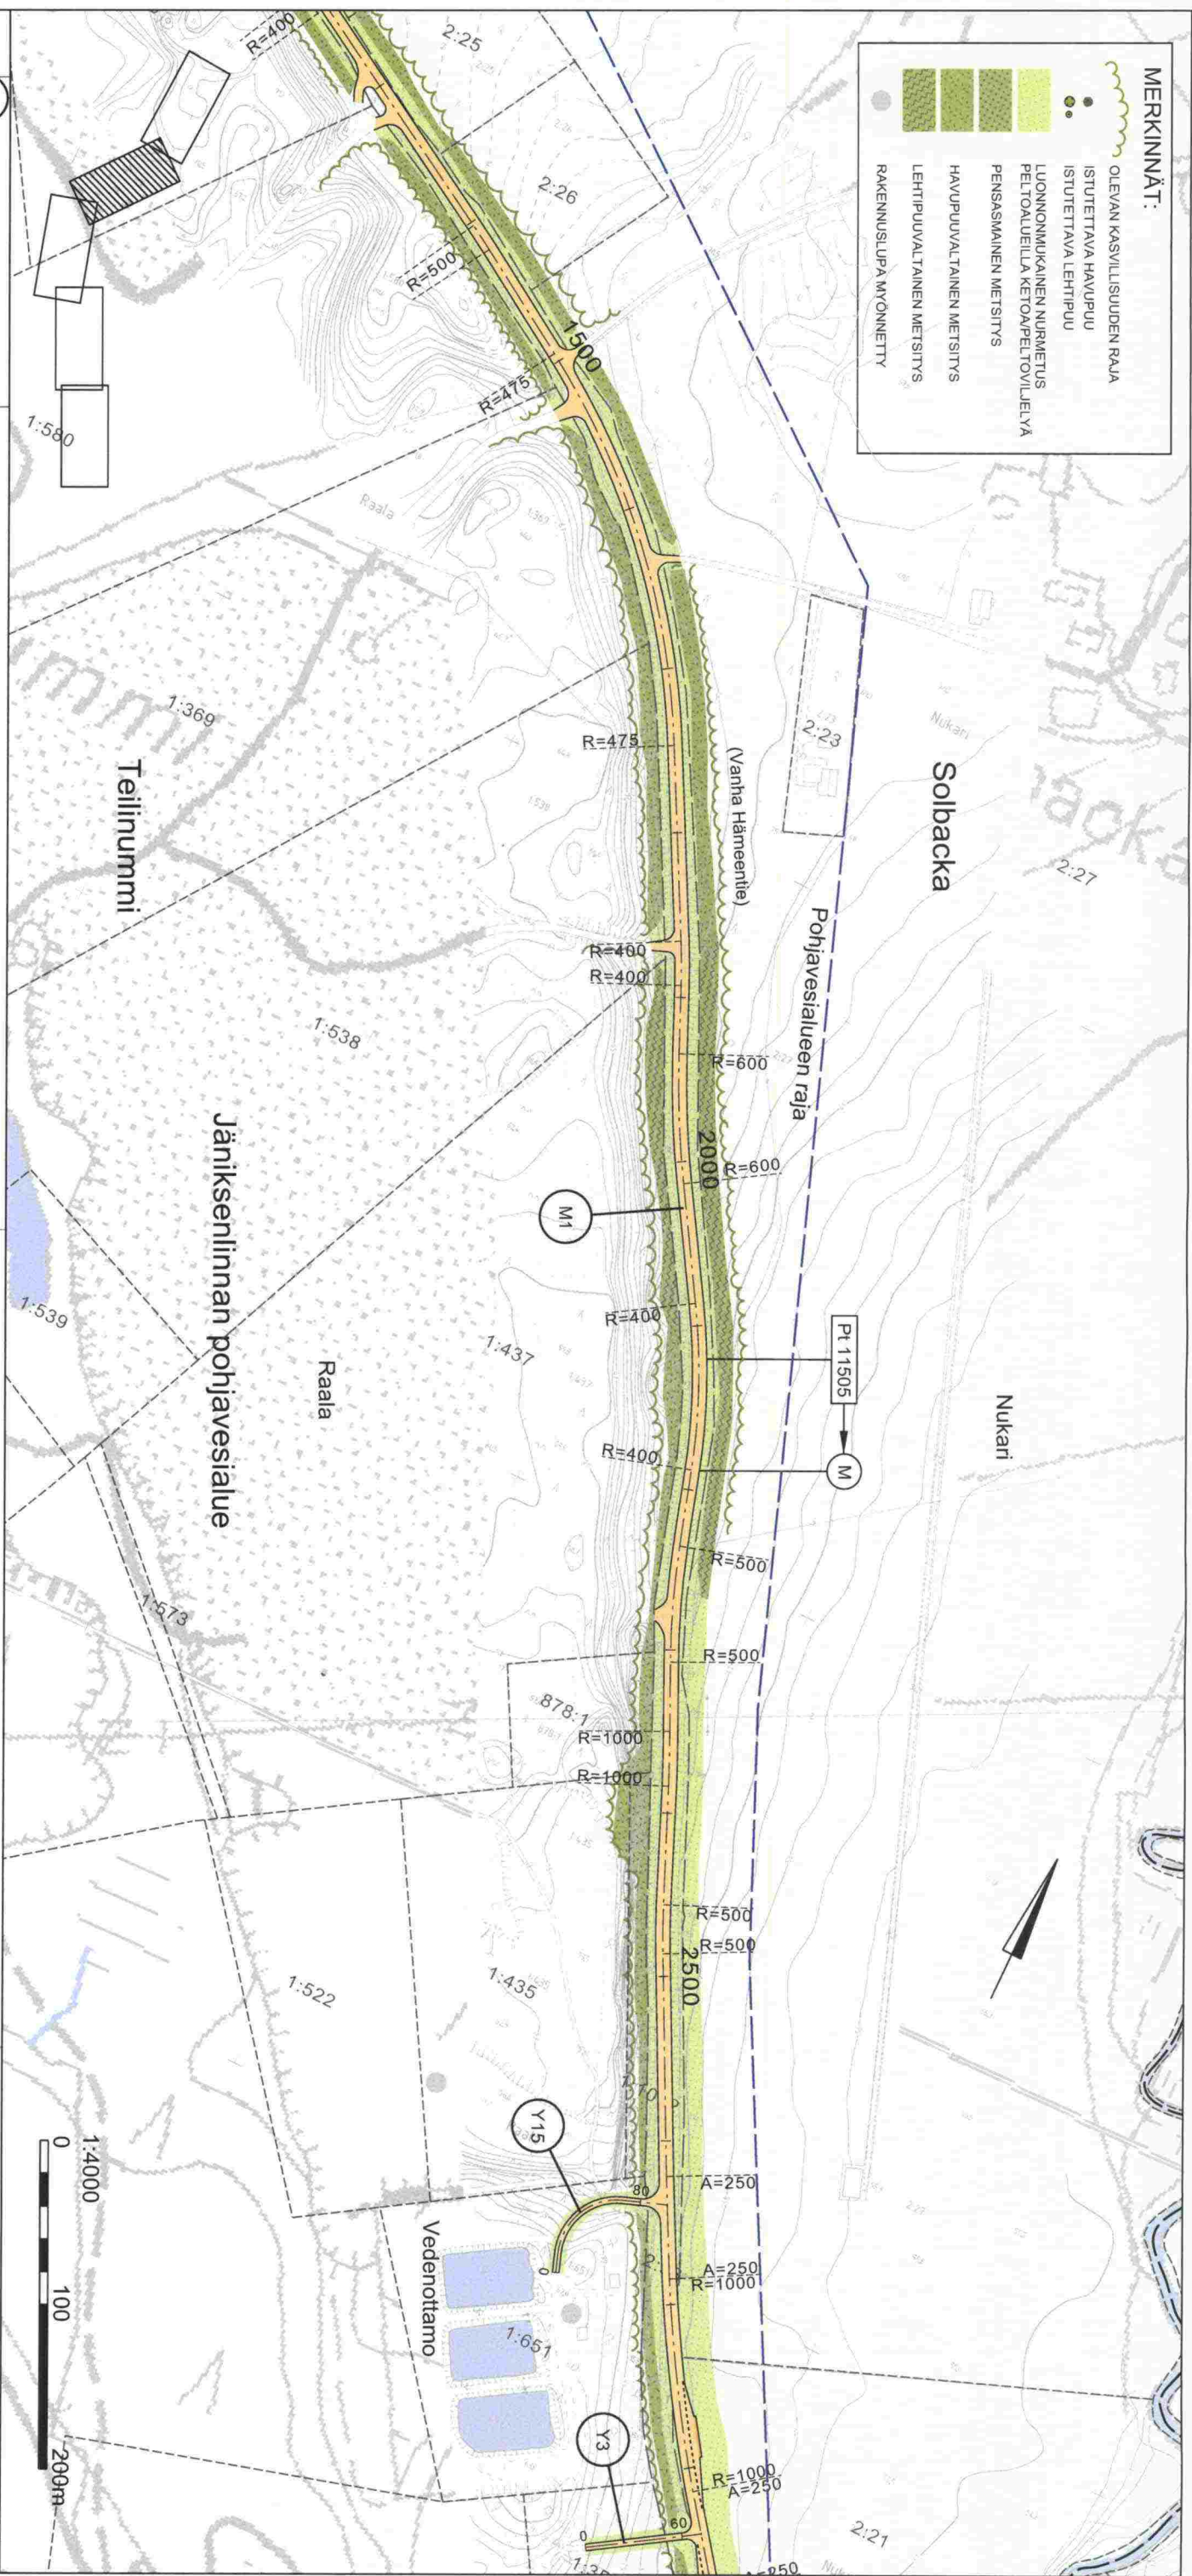 MERKINNÄT:
OLEVAN KASVILLISUUDEN RAJA
ISTUTETTAVA HAVUPUU
ISTUTETTAVA LEHTIPUU
LUONNONMUKAINEN NURMETUS
PELTOALUEILLA KETOA/PELTOVILJELYÄ
PENSASMAINEN METSITYS
HAVUPUUVALTAINEN METSITYS
LEHTIPUUVALTAINEN METSITYS
RAKENNUSLUPA MYÖNNETTY
R=400
2:25
2:26
R=500
1500
R=475
1:580
Raala
1:369
Teilinummi
R=475
2:23
(Vanha Hämeentie)
Nukari
Solbacka
2:27
Pohjavesialueen raja
R=400
R=400
R=600
2000
R=600
M1
1:538
Jäniksenlinnan pohjavesialue
1:539
Raala
1:437
R=400
Pt 11505
M
R=400
Nukari
R=500
R=500
1:573
878:1
R=1000
R=1000
R=500
R=500
2500
1:522
1:435
Y15
80
0
A=250
A=250
R=1000
Vedenottamo
1:651
Y3
60
0
R=1000
A=250
2:21
1:4000
0
100
200m